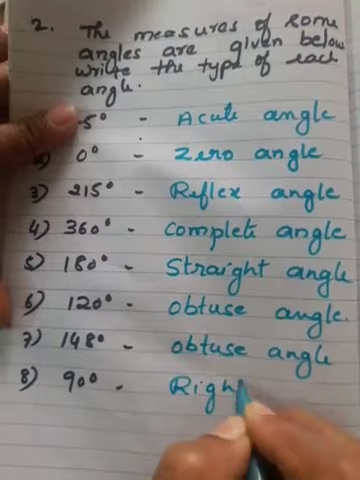 2. The measures of some
angles are given below
write the type of each
angle.
5° - Acute angle
0° - Zero angle
3) 215° - Reflex angle
4) 360° - Complete angle
5) 180° - Straight angle
6) 120° - obtuse angle.
7) 148° - obtuse angle
8) 90° - Righ